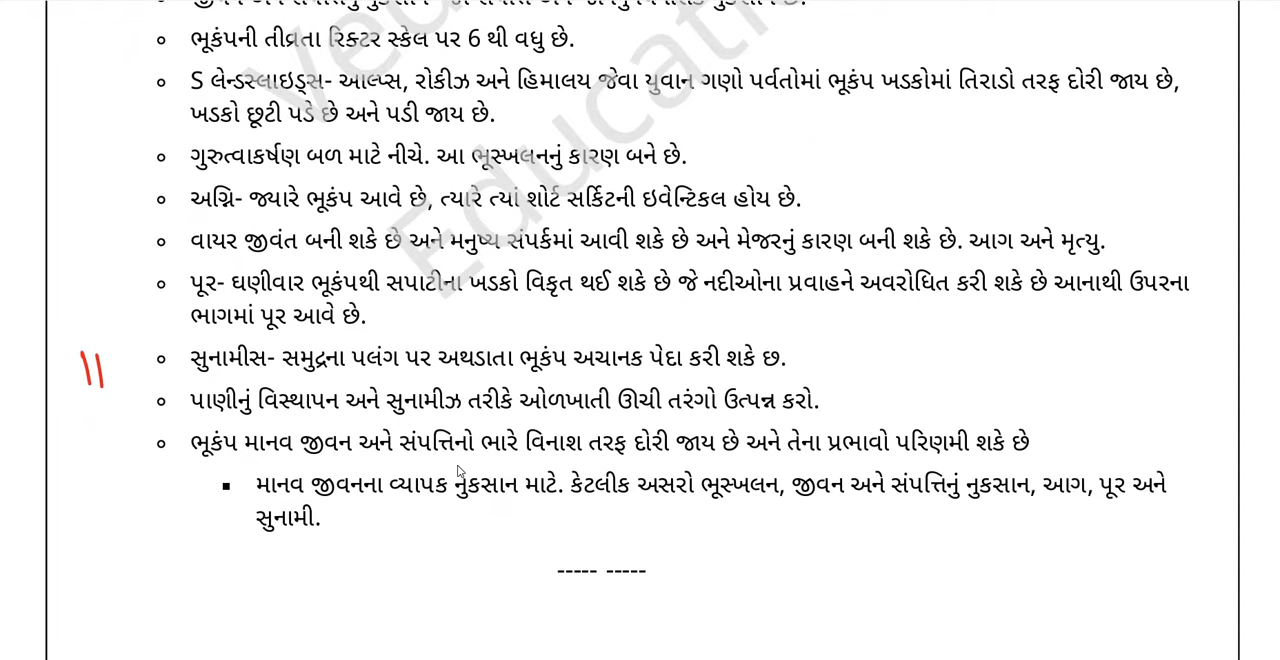 ભૂકંપની તીવ્રતા રિક્ટર સ્કેલ પર 6 થી વધુ છે.
S લેન્ડસ્લાઇડ્સ- આલ્પ્સ, રોકીઝ અને હિમાલય જેવા યુવાન ગણો પર્વતોમાં ભૂકંપ ખડકોમાં તિરાડો તરફ દોરી જાય છે,
ખડકો છૂટી પડે છે અને પડી જાય છે.
ગુરુત્વાકર્ષણ બળ માટે નીચે. આ ભૂસ્ખલનનું કારણ બને છે.
અગ્નિ- જ્યારે ભૂકંપ આવે છે, ત્યારે ત્યાં શોર્ટ સર્કિટની ઇવેન્ટિકલ હોય છે.
વાયર જીવંત બની શકે છે અને મનુષ્ય સંપર્કમાં આવી શકે છે અને મેજરનું કારણ બની શકે છે. આગ અને મૃત્યુ.
પૂર- ઘણીવાર ભૂકંપથી સપાટીના ખડકો વિકૃત થઈ શકે છે જે નદીઓના પ્રવાહને અવરોધિત કરી શકે છે આનાથી ઉપરના
ભાગમાં પૂર આવે છે.
સુનામીસ- સમુદ્રના પલંગ પર અથડાતા ભૂકંપ અચાનક પેદા કરી શકે છ.
પાણીનું વિસ્થાપન અને સુનામીઝ તરીકે ઓળખાતી ઊચી તરંગો ઉત્પન્ન કરો.
ભૂકંપ માનવ જીવન અને સંપત્તિનો ભારે વિનાશ તરફ દોરી જાય છે અને તેના પ્રભાવો પરિણમી શકે છે
માનવ જીવનના વ્યાપક નુકસાન માટે. કેટલીક અસરો ભૂસ્ખલન, જીવન અને સંપત્તિનું નુકસાન, આગ, પૂર અને
સુનામી.
----- -----